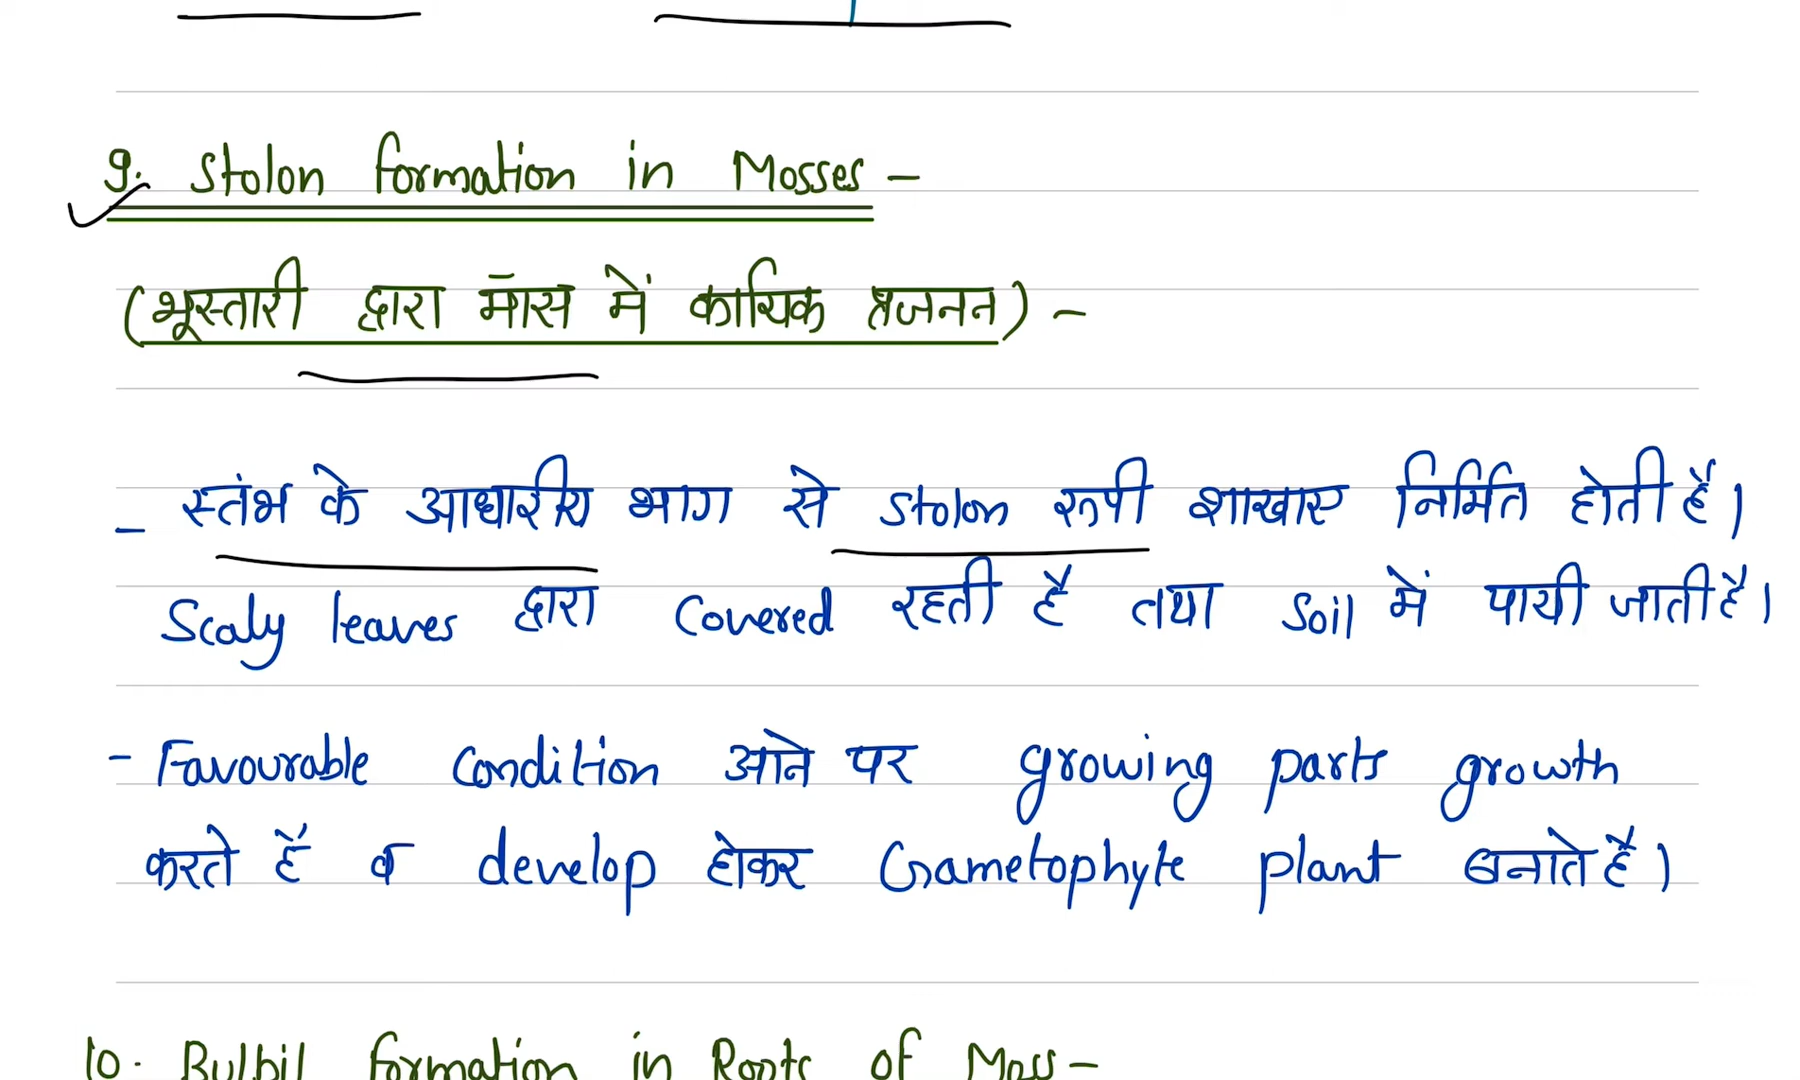 9. Stolon formation in Mosses -
(भूस्तारी द्वारा मॉस में कायिक प्रजनन) -
- स्तंभ के आधारीय भाग से stolon रूपी शाखाए निर्मित होती है।
Scaly leaves द्वारा covered रहती है तथा soil में पायी जाती है।
- Favourable condition आने पर growing parts growth
करते हैं व develop होकर Gametophyte plant बनाते है।
10. Bulbil formation in Roots of Moss -